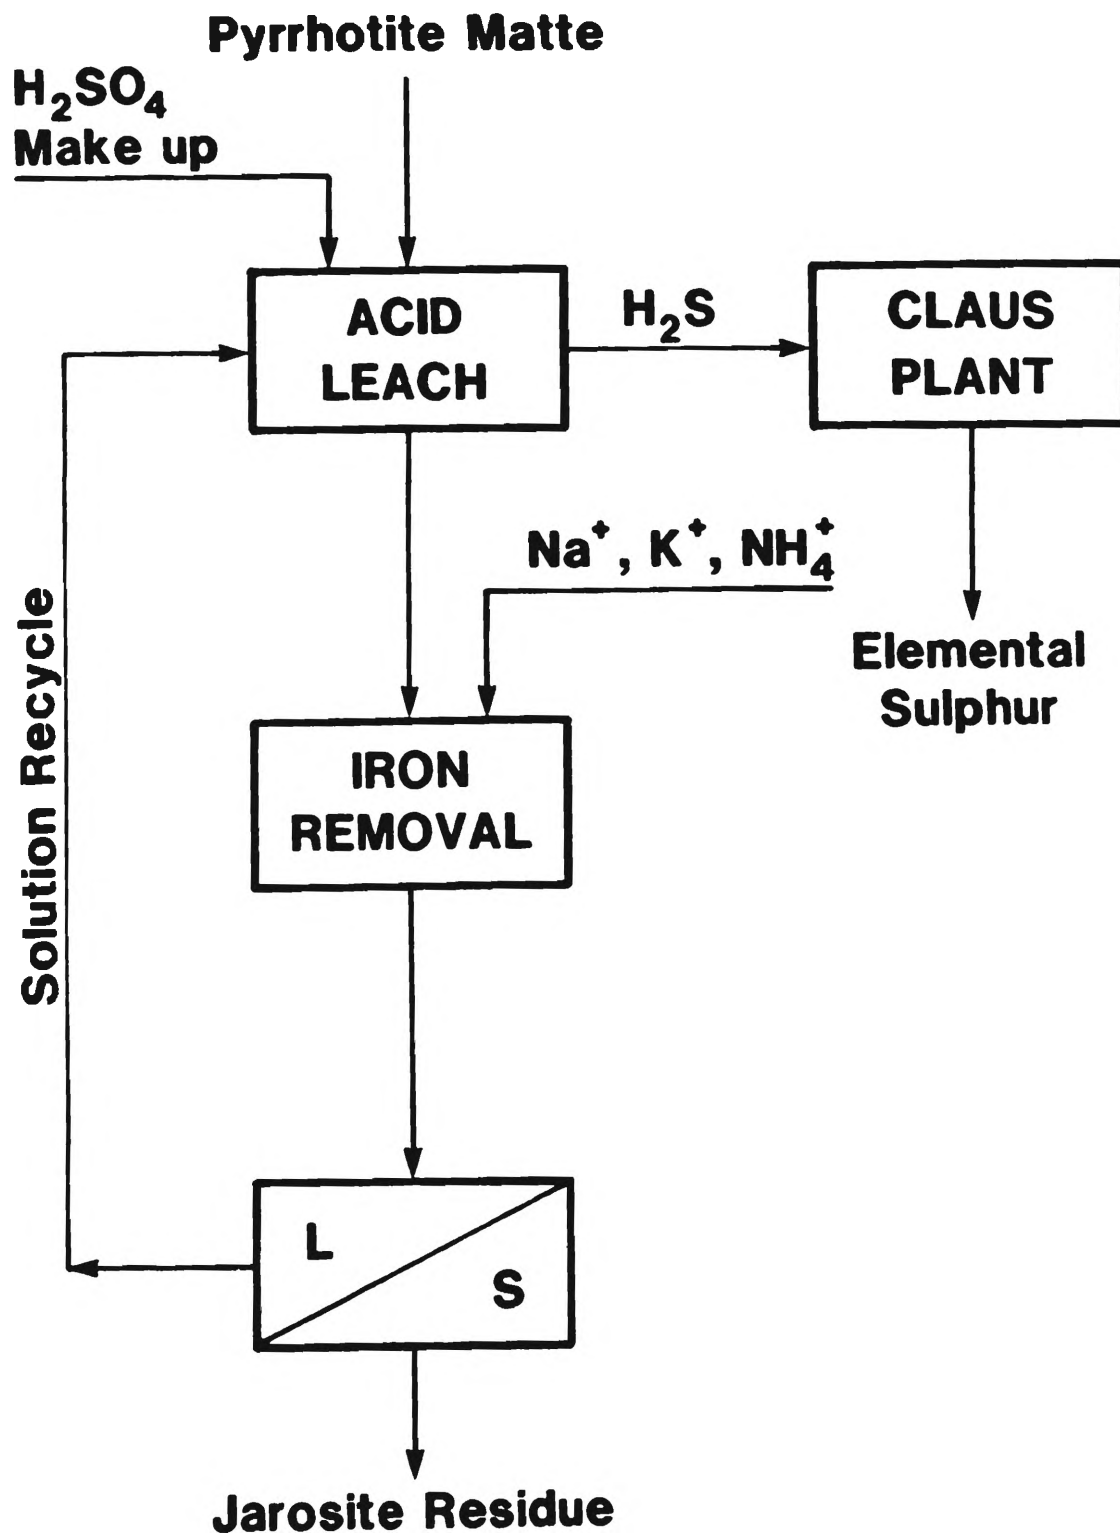 Pyrrhotite Matte
H₂SO₄
Make up
ACID
LEACH
H₂S
CLAUS
PLANT
Na⁺, K⁺, NH₄⁺
Elemental
Sulphur
Solution Recycle
IRON
REMOVAL
L
S
Jarosite Residue